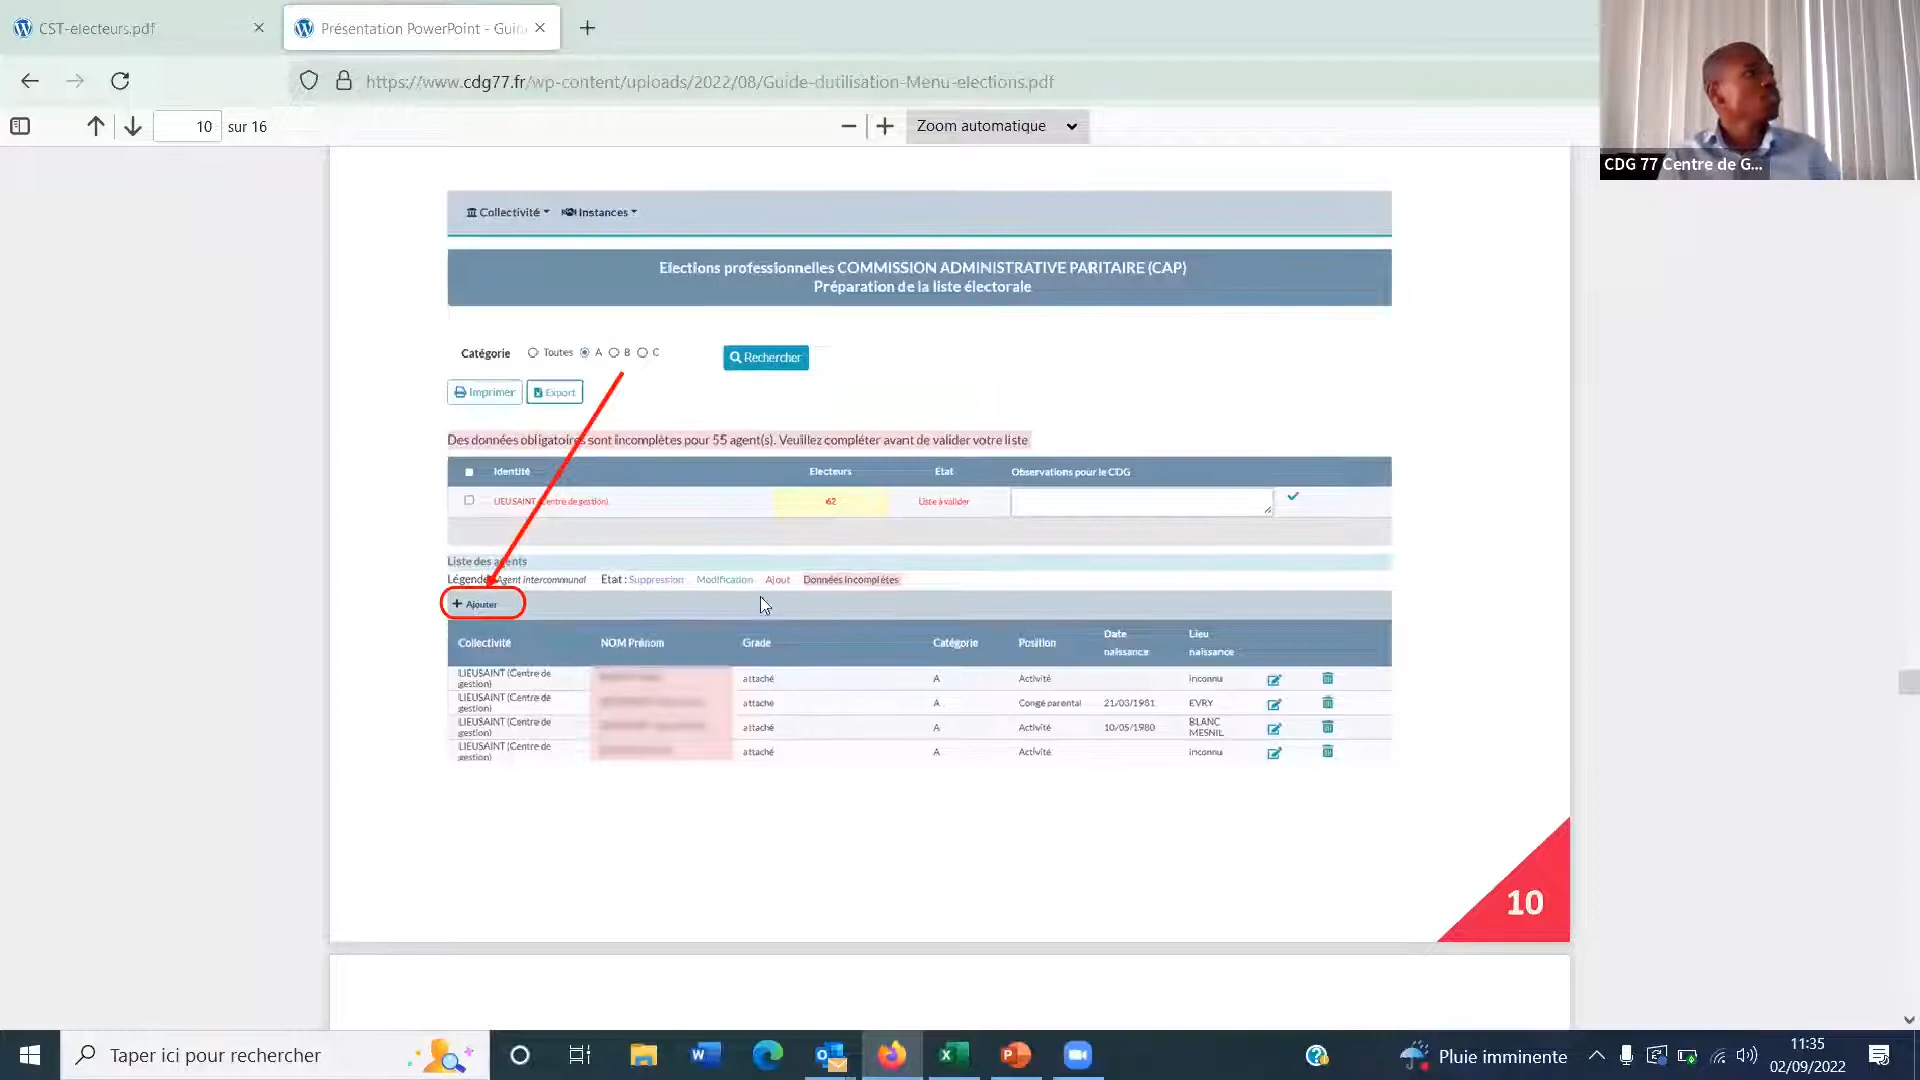 CST-electeurs.pdf
Présentation PowerPoint - Guid
https://www.cdg77.fr/wp-content/uploads/2022/08/Guide-dutilisation-Menu-elections.pdf
10 sur 16
Zoom automatique
CDG 77 Centre de G...
Collectivité Instances
Elections professionnelles COMMISSION ADMINISTRATIVE PARITAIRE (CAP)
Préparation de la liste électorale
Catégorie Toutes A B C
Rechercher
Imprimer Export
Des données obligatoires sont incomplètes pour 55 agent(s). Veuillez compléter avant de valider votre liste
Identité Electeurs Etat Observations pour le CDG
LIEUSAINT (Centre de gestion) 62 Liste à valider
Liste des agents
Légende Agent intercommunal Etat : Suppression Modification Ajout Données incomplètes
+ Ajouter
Collectivité NOM Prénom Grade Catégorie Position Date naissance Lieu naissance
LIEUSAINT (Centre de gestion) attaché A Activité inconnu
LIEUSAINT (Centre de gestion) attaché A Congé parental 21/03/1981 EVRY
LIEUSAINT (Centre de gestion) attaché A Activité 10/05/1980 BLANC MESNIL
LIEUSAINT (Centre de gestion) attaché A Activité inconnu
10
Taper ici pour rechercher
Pluie imminente
11:35
02/09/2022